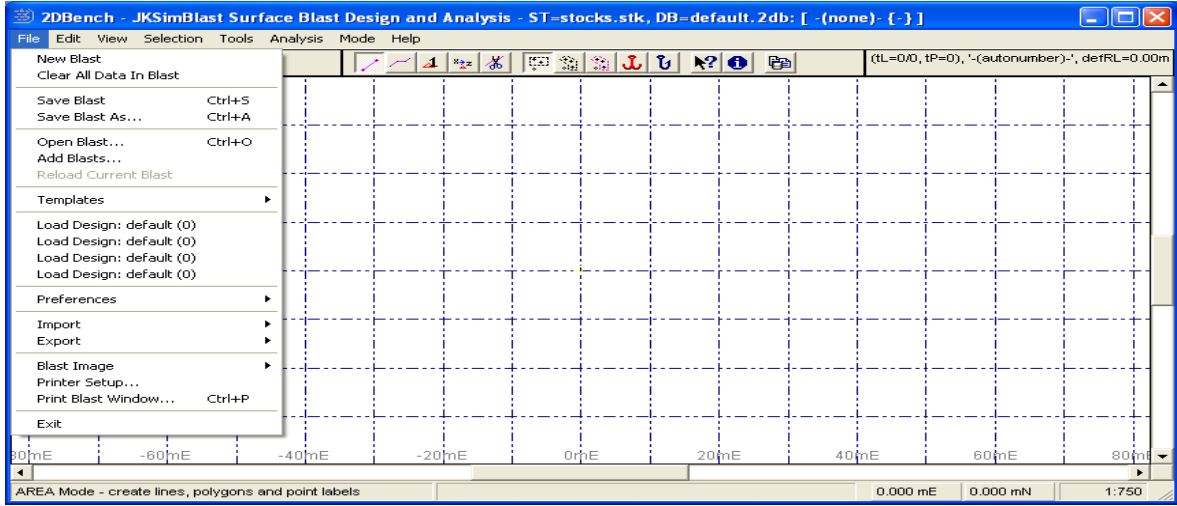 2DBench - JKSimBlast Surface Blast Design and Analysis - ST=stocks.stk, DB=default.2db: [ -(none)- {-} ]
File Edit View Selection Tools Analysis Mode Help
(tL=0/0, tP=0), '-(autonumber)-', defRL=0.00m
New Blast
Clear All Data In Blast
Save Blast Ctrl+S
Save Blast As... Ctrl+A
Open Blast... Ctrl+O
Add Blasts...
Reload Current Blast
Templates
Load Design: default (0)
Load Design: default (0)
Load Design: default (0)
Load Design: default (0)
Preferences
Import
Export
Blast Image
Printer Setup...
Print Blast Window... Ctrl+P
Exit
80mE -60mE -40mE -20mE 0mE 20mE 40mE 60mE 80mE
AREA Mode - create lines, polygons and point labels 0.000 mE 0.000 mN 1:750